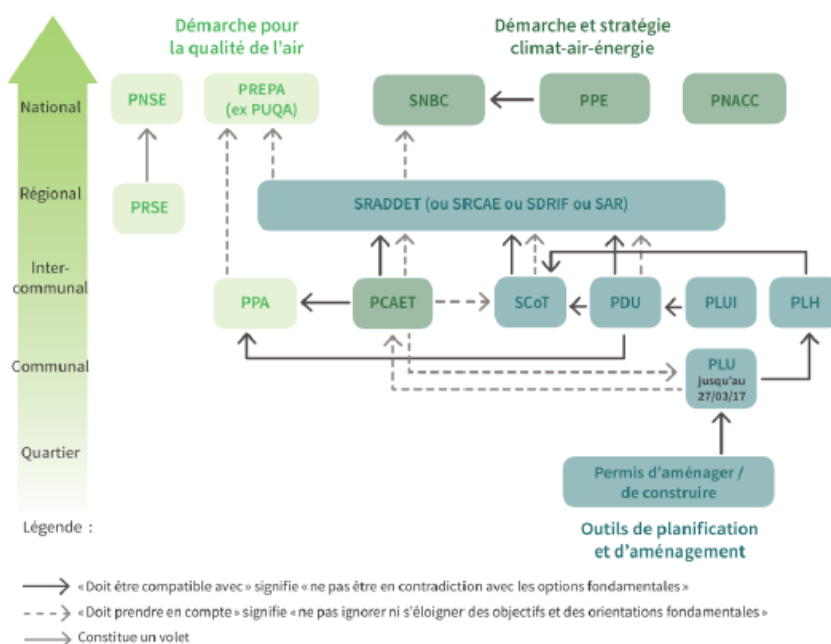 Démarche pour
la qualité de l'air
Démarche et stratégie
climat-air-énergie
National
PNSE
PREPA
(ex PUQA)
SNBC
PPE
PNACC
Régional
PRSE
SRADDET (ou SRCAE ou SDRIF ou SAR)
Inter-
communal
PPA
PCAET
SCoT
PDU
PLUI
PLH
Communal
PLU
jusqu'au
27/03/17
Quartier
Permis d'aménager /
de construire
Légende :
Outils de planification
et d'aménagement
« Doit être compatible avec » signifie « ne pas être en contradiction avec les options fondamentales »
« Doit prendre en compte » signifie « ne pas ignorer ni s'éloigner des objectifs et des orientations fondamentales »
Constitue un volet